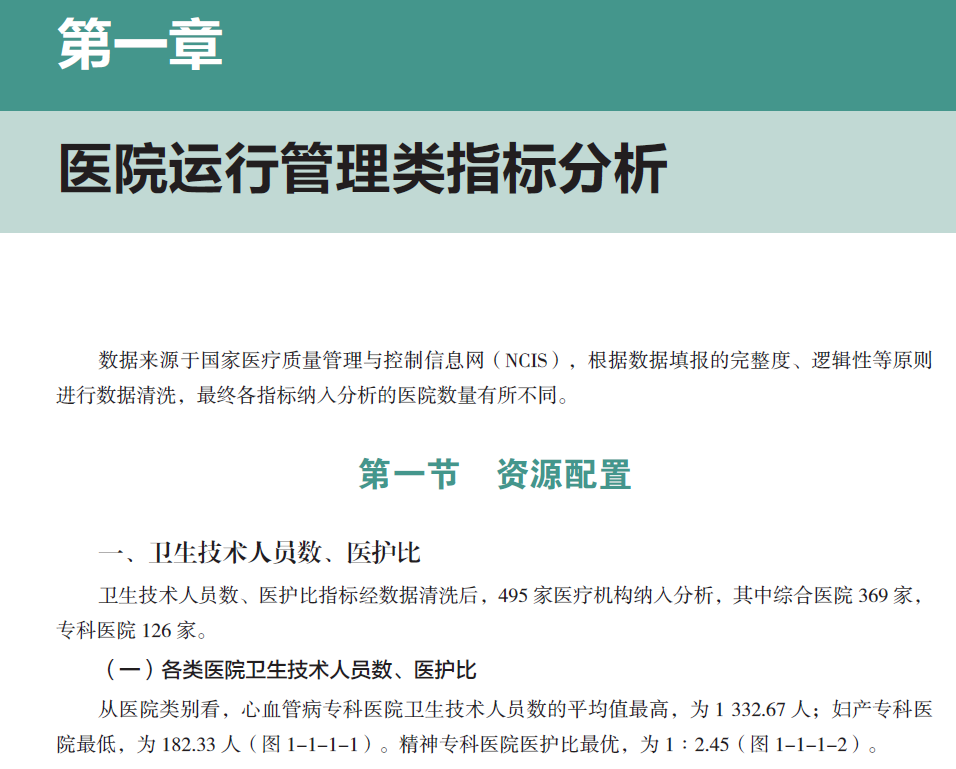 第一章
医院运行管理类指标分析
数据来源于国家医疗质量管理与控制信息网（NCIS），根据数据填报的完整度、逻辑性等原则
进行数据清洗，最终各指标纳入分析的医院数量有所不同。
第一节 资源配置
一、卫生技术人员数、医护比
卫生技术人员数、医护比指标经数据清洗后，495 家医疗机构纳入分析，其中综合医院 369 家，
专科医院 126 家。
（一）各类医院卫生技术人员数、医护比
从医院类别看，心血管病专科医院卫生技术人员数的平均值最高，为 1 332.67 人；妇产专科医
院最低，为 182.33 人（图 1-1-1-1）。精神专科医院医护比最优，为 1∶2.45（图 1-1-1-2）。